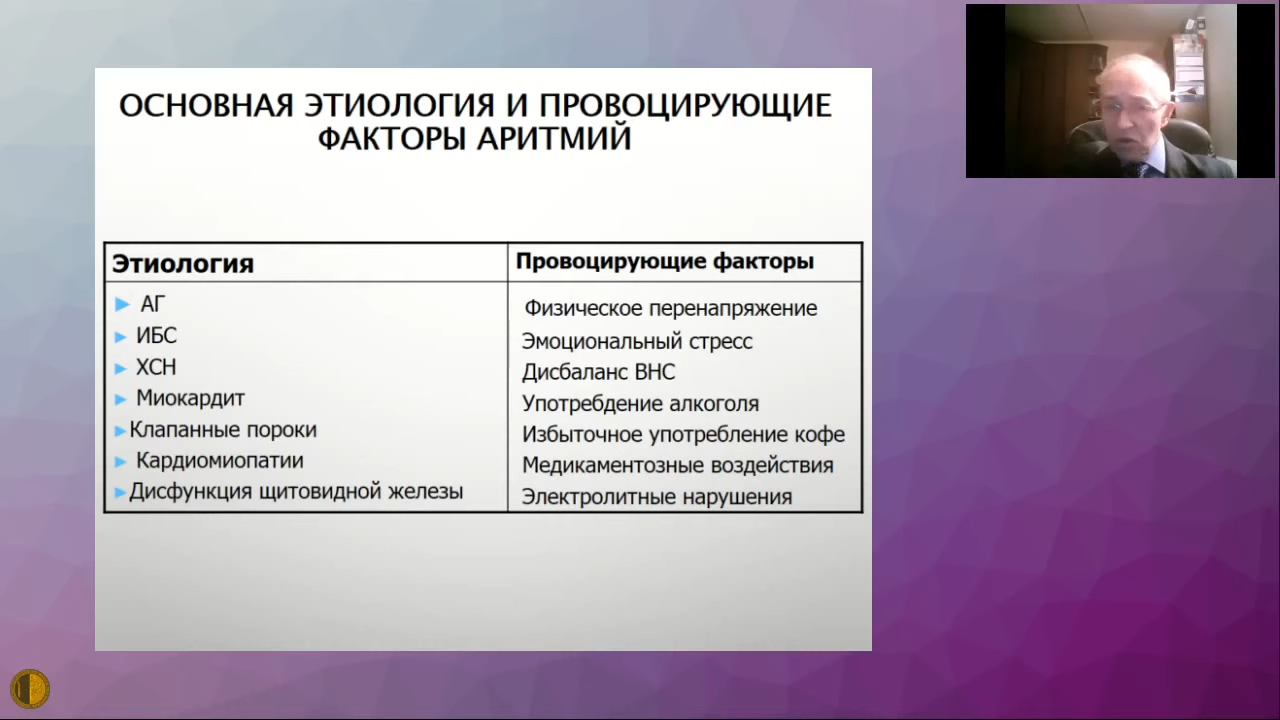 ОСНОВНАЯ ЭТИОЛОГИЯ И ПРОВОЦИРУЮЩИЕ
ФАКТОРЫ АРИТМИЙ
Этиология
АГ
ИБС
ХСН
Миокардит
Клапанные пороки
Кардиомиопатии
Дисфункция щитовидной железы
Провоцирующие факторы
Физическое перенапряжение
Эмоциональный стресс
Дисбаланс ВНС
Употребдение алкоголя
Избыточное употребление кофе
Медикаментозные воздействия
Электролитные нарушения